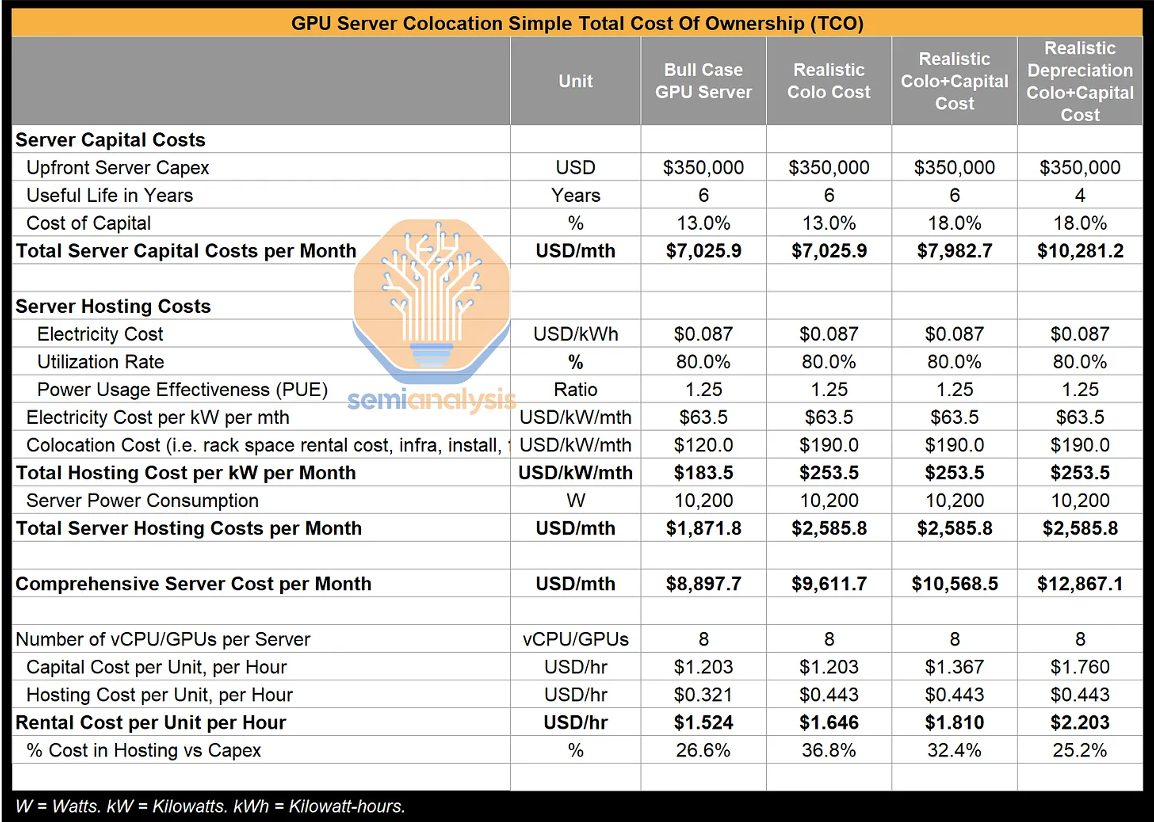 GPU Server Colocation Simple Total Cost Of Ownership (TCO)
Unit
Bull Case
GPU Server
Realistic
Colo Cost
Realistic
Colo+Capital
Cost
Realistic
Depreciation
Colo+Capital
Cost
Server Capital Costs
Upfront Server Capex USD $350,000 $350,000 $350,000 $350,000
Useful Life in Years Years 6 6 6 4
Cost of Capital % 13.0% 13.0% 18.0% 18.0%
Total Server Capital Costs per Month USD/mth $7,025.9 $7,025.9 $7,982.7 $10,281.2
Server Hosting Costs
Electricity Cost USD/kWh $0.087 $0.087 $0.087 $0.087
Utilization Rate % 80.0% 80.0% 80.0% 80.0%
Power Usage Effectiveness (PUE) Ratio 1.25 1.25 1.25 1.25
semianalysis
Electricity Cost per kW per mth USD/kW/mth $63.5 $63.5 $63.5 $63.5
Colocation Cost (i.e. rack space rental cost, infra, install, USD/kW/mth $120.0 $190.0 $190.0 $190.0
Total Hosting Cost per kW per Month USD/kW/mth $183.5 $253.5 $253.5 $253.5
Server Power Consumption W 10,200 10,200 10,200 10,200
Total Server Hosting Costs per Month USD/mth $1,871.8 $2,585.8 $2,585.8 $2,585.8
Comprehensive Server Cost per Month USD/mth $8,897.7 $9,611.7 $10,568.5 $12,867.1
Number of vCPU/GPUs per Server vCPU/GPUs 8 8 8 8
Capital Cost per Unit, per Hour USD/hr $1.203 $1.203 $1.367 $1.760
Hosting Cost per Unit, per Hour USD/hr $0.321 $0.443 $0.443 $0.443
Rental Cost per Unit per Hour USD/hr $1.524 $1.646 $1.810 $2.203
% Cost in Hosting vs Capex % 26.6% 36.8% 32.4% 25.2%
W = Watts. kW = Kilowatts. kWh = Kilowatt-hours.